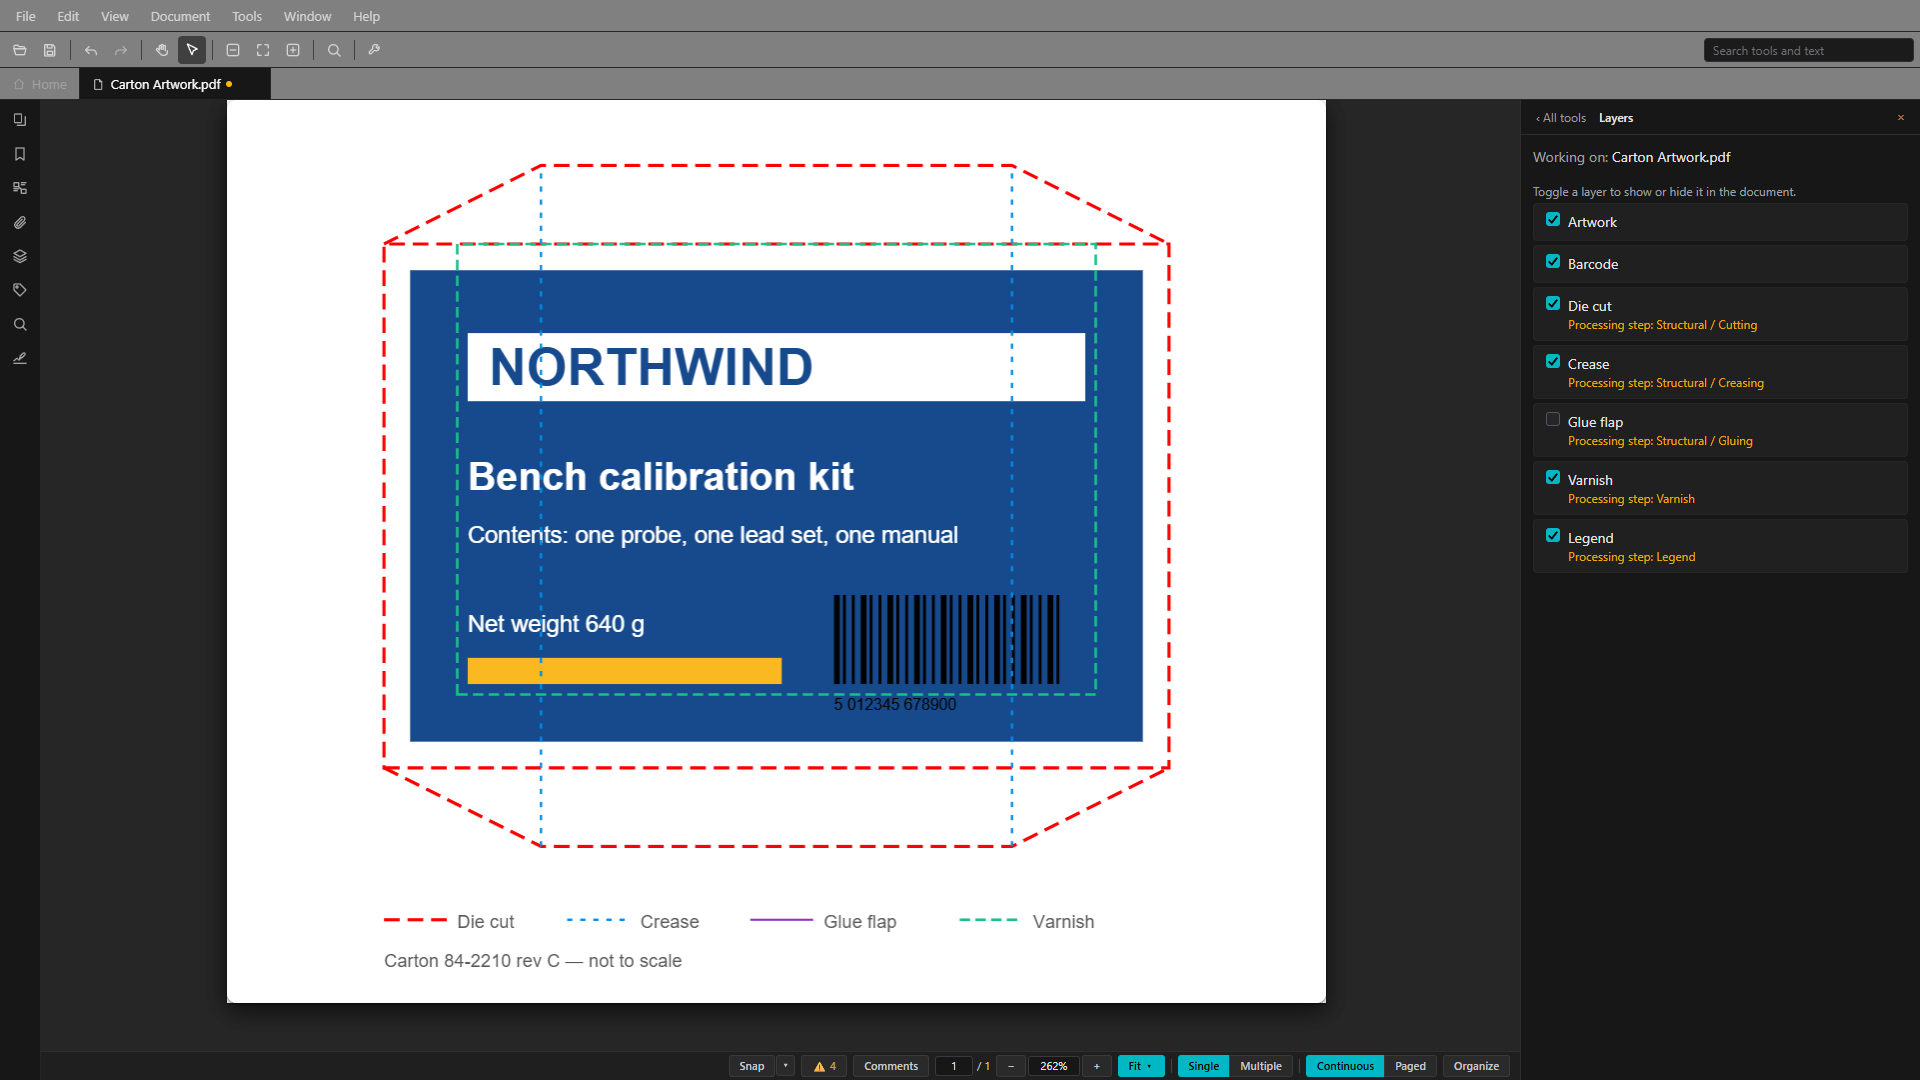 File Edit View Document Tools Window Help
Search tools and text
Home Carton Artwork.pdf
‹ All tools Layers
Working on: Carton Artwork.pdf
Toggle a layer to show or hide it in the document.
Artwork
Barcode
Die cut
Processing step: Structural / Cutting
Crease
Processing step: Structural / Creasing
Glue flap
Processing step: Structural / Gluing
Varnish
Processing step: Varnish
Legend
Processing step: Legend
NORTHWIND
Bench calibration kit
Contents: one probe, one lead set, one manual
Net weight 640 g
5 012345 678900
Die cut Crease Glue flap Varnish
Carton 84-2210 rev C — not to scale
Snap 4 Comments 1 / 1 − 262% + Fit Single Multiple Continuous Paged Organize